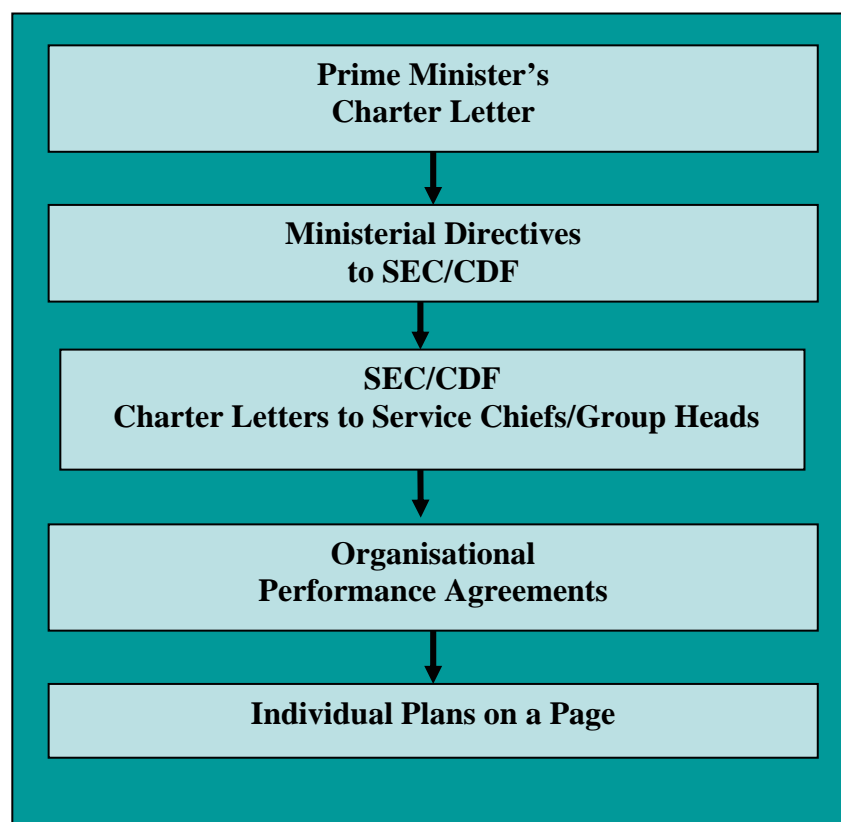 Prime Minister’s
Charter Letter
Ministerial Directives
to SEC/CDF
SEC/CDF
Charter Letters to Service Chiefs/Group Heads
Organisational
Performance Agreements
Individual Plans on a Page